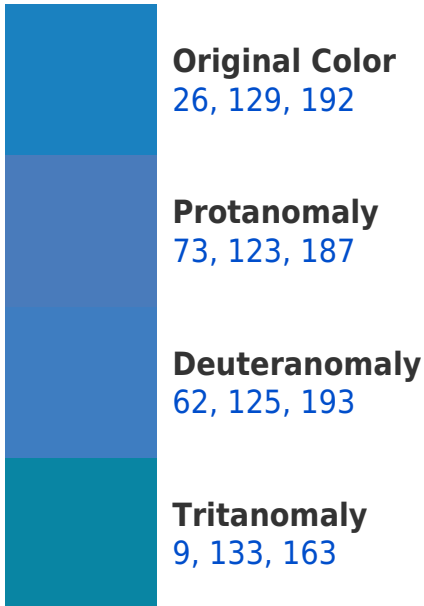 Original Color
26, 129, 192
Protanomaly
73, 123, 187
Deuteranomaly
62, 125, 193
Tritanomaly
9, 133, 163